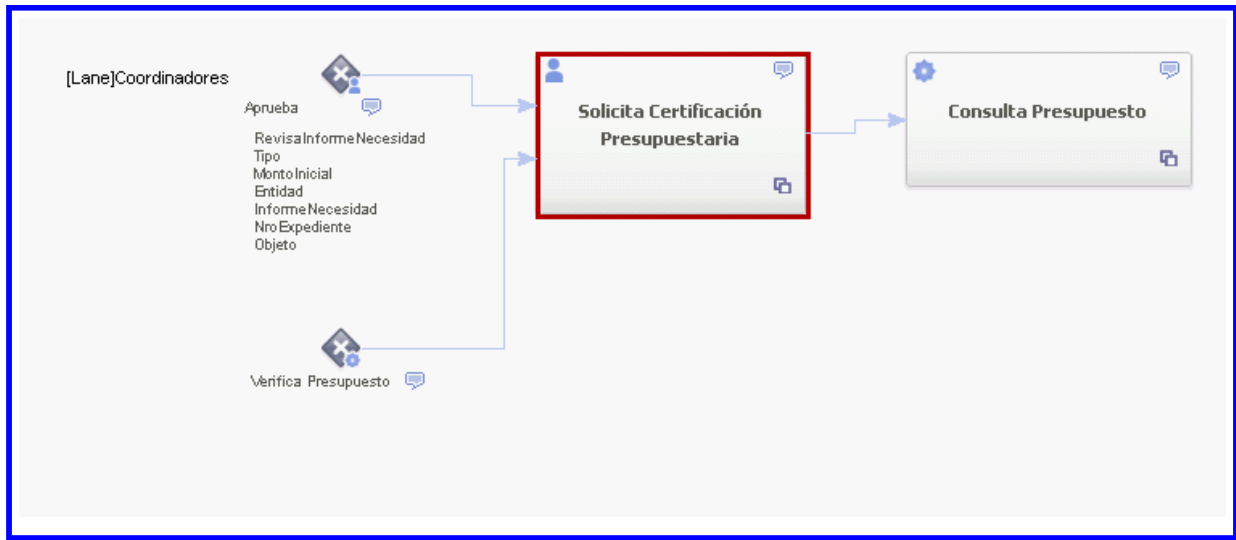 [Lane]Coordinadores
Aprueba
RevisaInformeNecesidad
Tipo
MontoInicial
Entidad
InformeNecesidad
NroExpediente
Objeto
Solicita Certificación
Presupuestaria
Consulta Presupuesto
Verifica Presupuesto